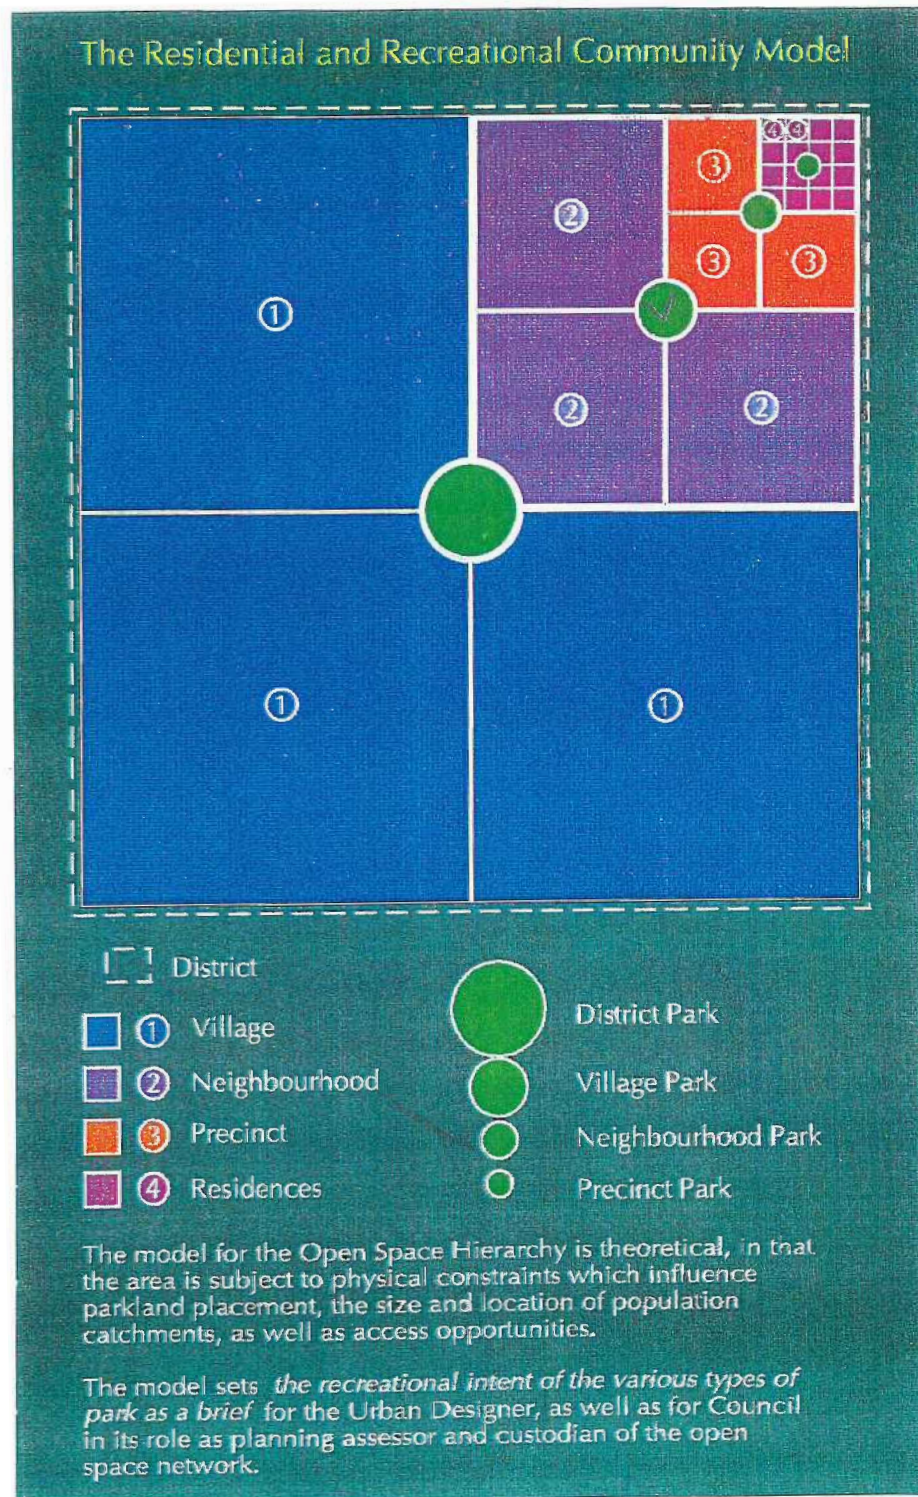 The Residential and Recreational Community Model
4 4
3
2
3 3
1
2 2
1 1
District
1 Village
2 Neighbourhood
3 Precinct
4 Residences
District Park
Village Park
Neighbourhood Park
Precinct Park
The model for the Open Space Hierarchy is theoretical, in that
the area is subject to physical constraints which influence
parkland placement, the size and location of population
catchments, as well as access opportunities.
The model sets the recreational intent of the various types of
park as a brief for the Urban Designer, as well as for Council
in its role as planning assessor and custodian of the open
space network.